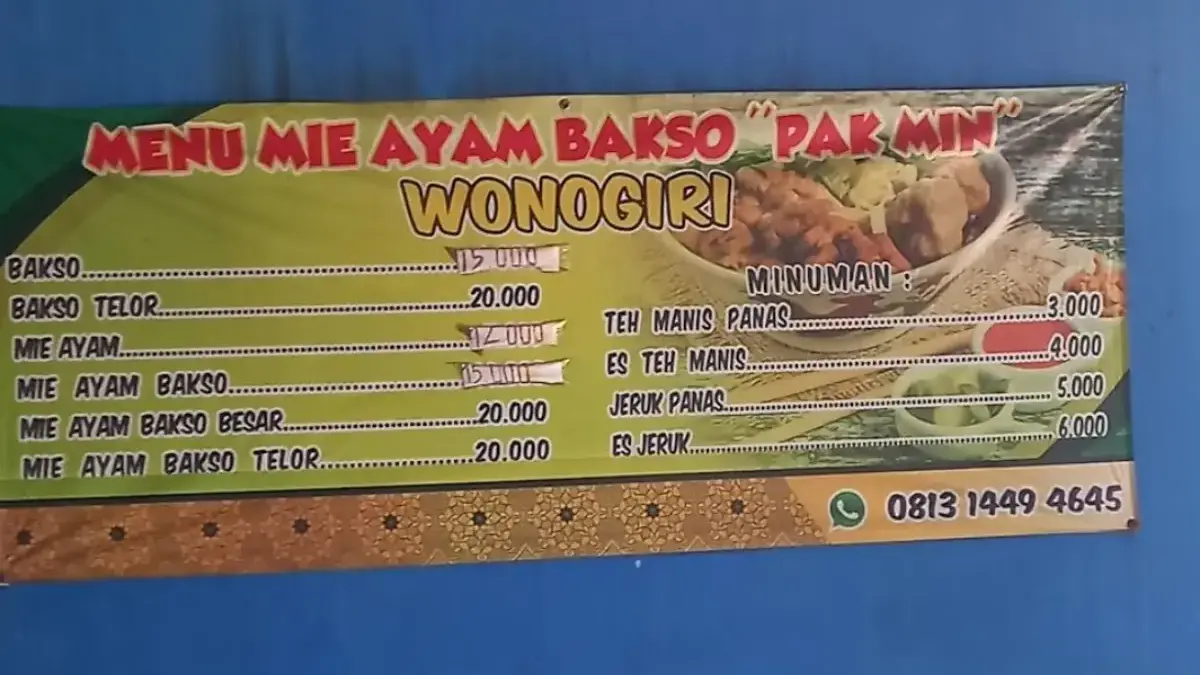 MENU MIE AYAM BAKSO "PAK MIN"
WONOGIRI
BAKSO..........15 000
BAKSO TELOR..........20.000
MIE AYAM..........12 000
MIE AYAM BAKSO..........15 000
MIE AYAM BAKSO BESAR..........20.000
MIE AYAM BAKSO TELOR..........20.000
MINUMAN :
TEH MANIS PANAS..........3.000
ES TEH MANIS..........4.000
JERUK PANAS..........5.000
ES JERUK..........6.000
0813 1449 4645